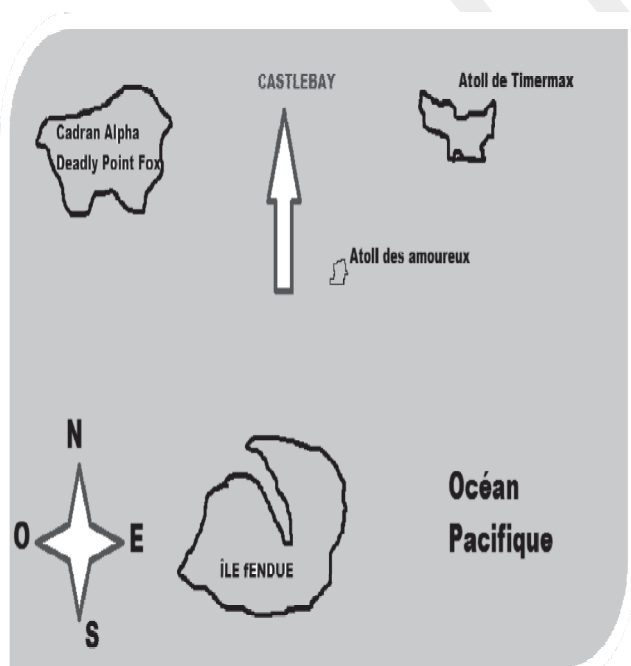 CASTLEBAY
Atoll de Timermax
Cadran Alpha
Deadly Point Fox
Atoll des amoureux
N
O
E
S
Océan
Pacifique
ÎLE fENDUE